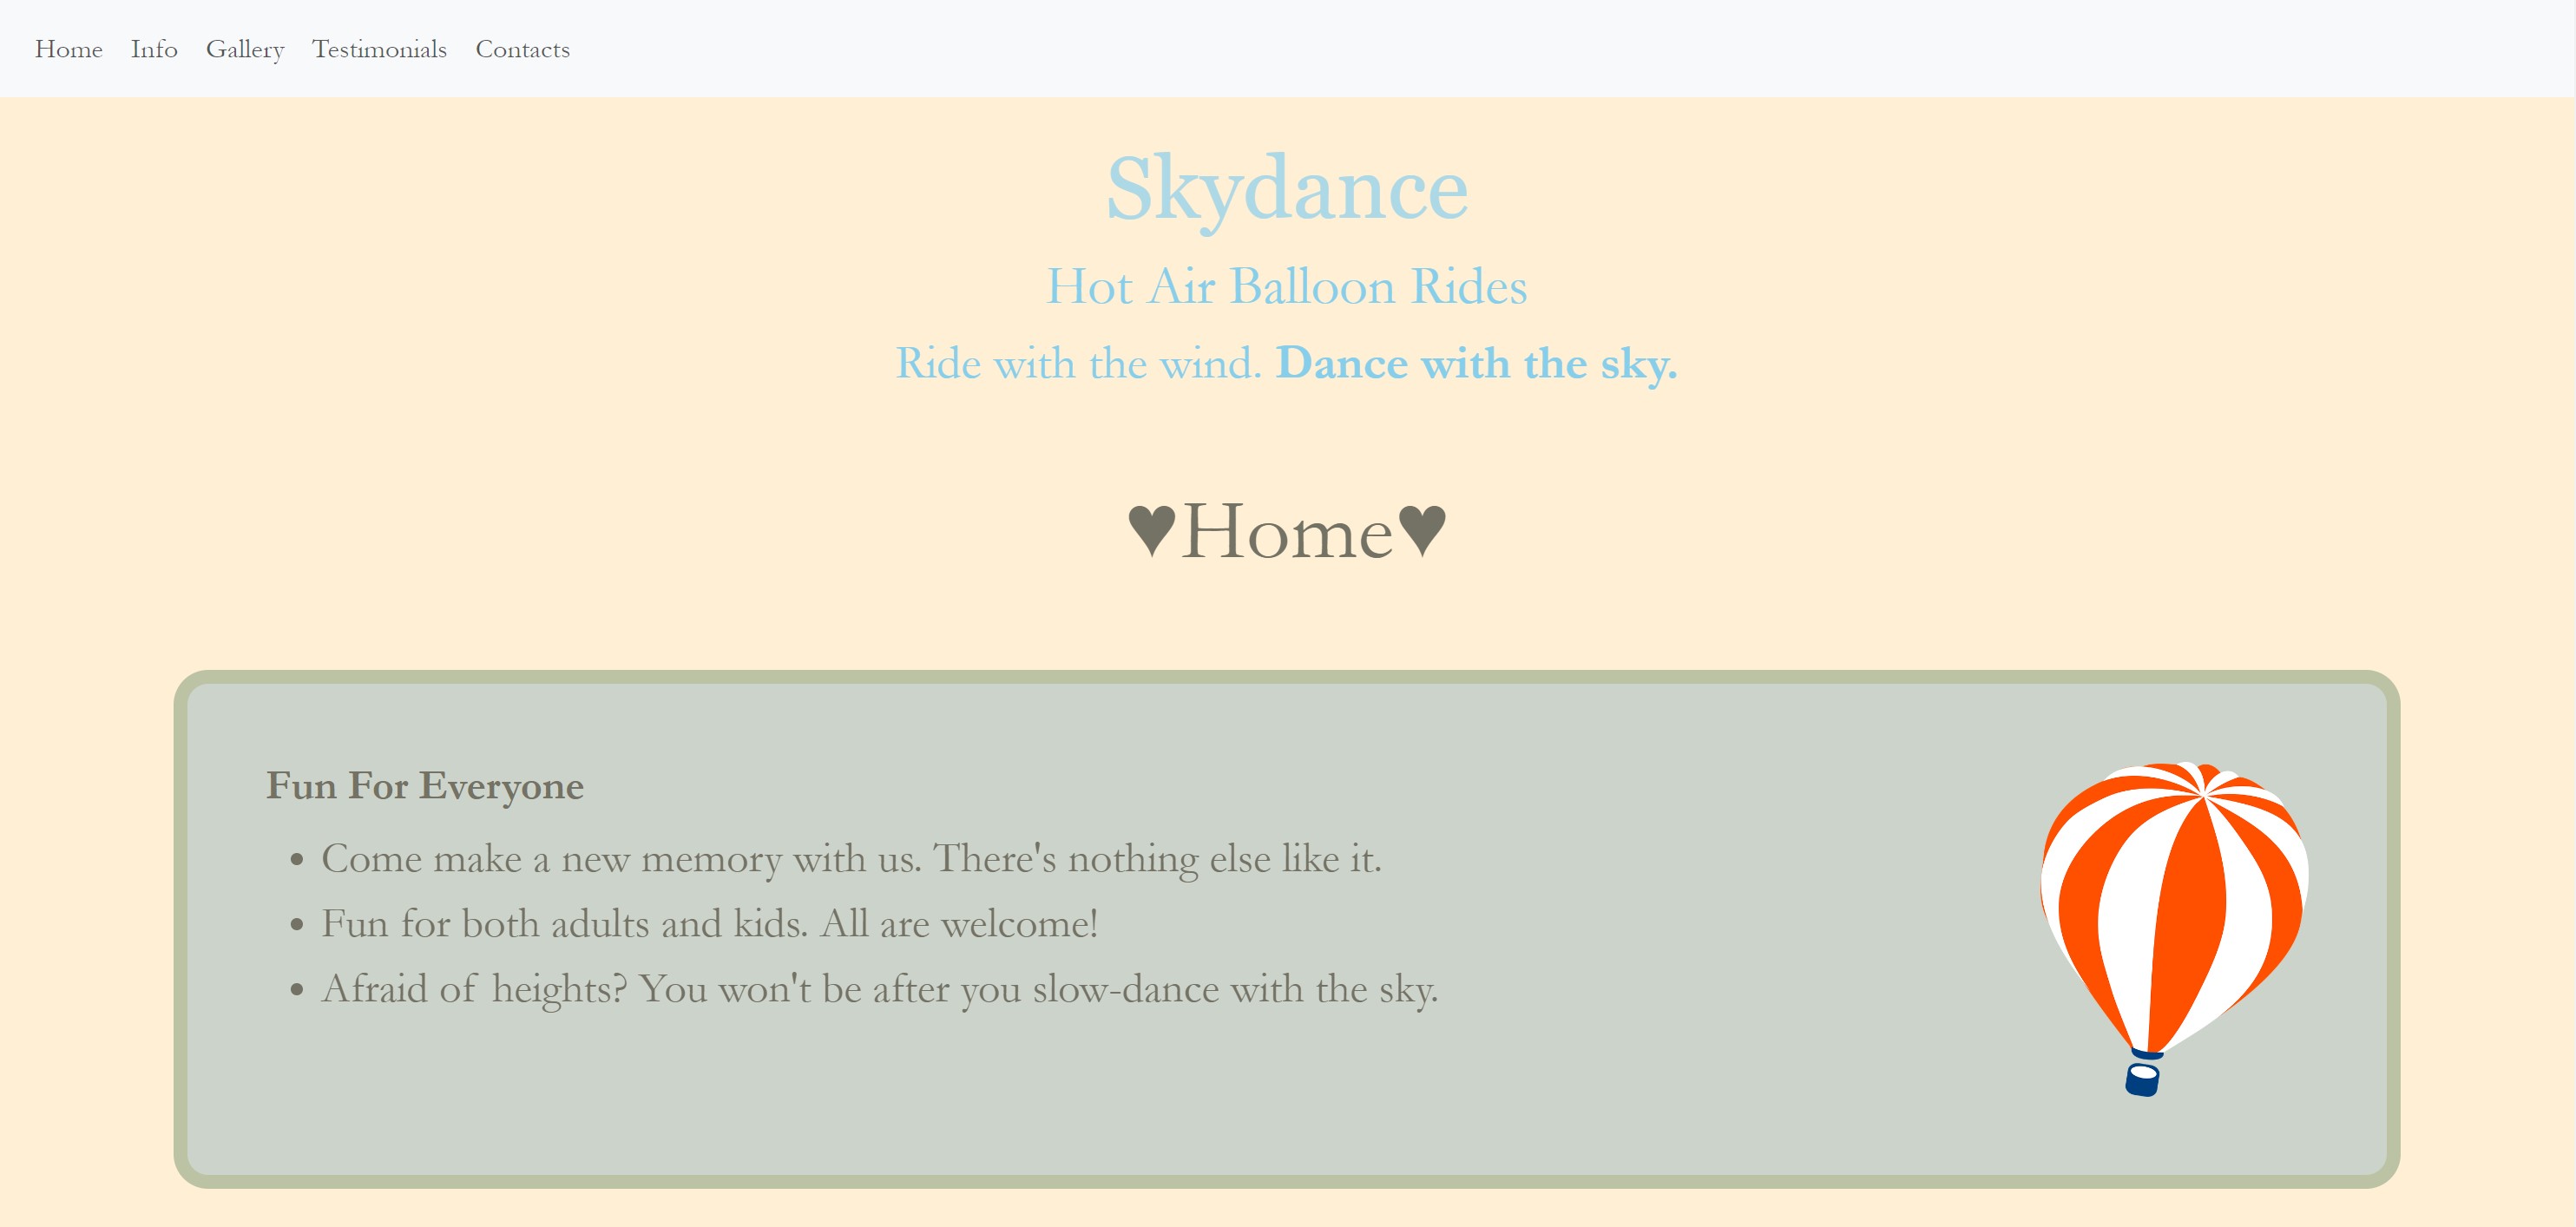 Home Info Gallery Testimonials Contacts
Skydance
Hot Air Balloon Rides
Ride with the wind. Dance with the sky.
♥Home♥
Fun For Everyone
• Come make a new memory with us. There's nothing else like it.
• Fun for both adults and kids. All are welcome!
• Afraid of heights? You won't be after you slow-dance with the sky.